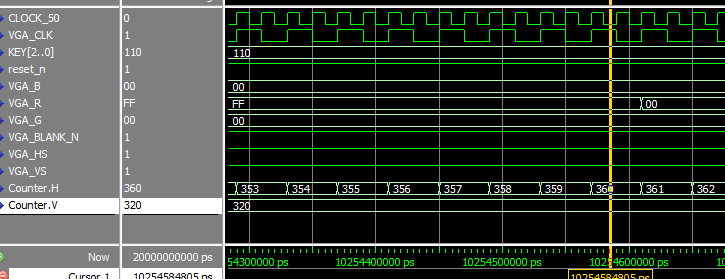 CLOCK_50 0
VGA_CLK 1
KEY[2..0] 110 110
reset_n 1
VGA_B 00 00
VGA_R FF FF 00
VGA_G 00 00
VGA_BLANK_N 1
VGA_HS 1
VGA_VS 1
Counter.H 360 353 354 355 356 357 358 359 360 361 362
Counter.V 320 320
Now 20000000000 ps 54300000 ps 10254400000 ps 10254500000 ps 10254600000 ps
Cursor 1 10254584805 ps 10254584805 ps